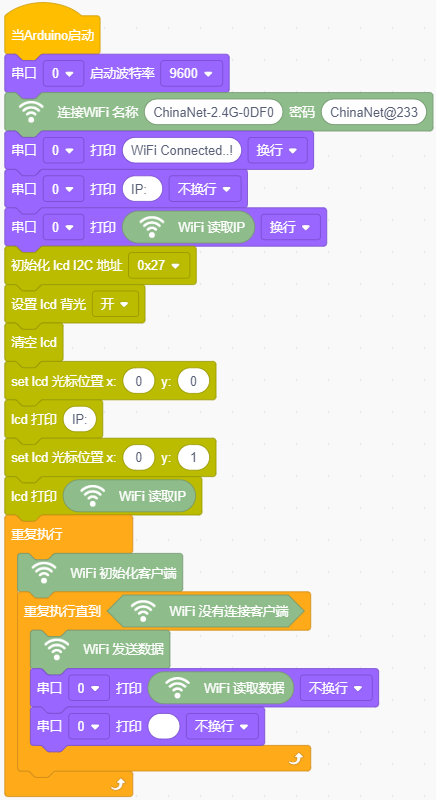 当Arduino启动
串口 0 启动波特率 9600
连接WiFi 名称 ChinaNet-2.4G-0DF0 密码 ChinaNet@233
串口 0 打印 WiFi Connected..! 换行
串口 0 打印 IP: 不换行
串口 0 打印 WiFi 读取IP 换行
初始化 lcd I2C 地址 0x27
设置 lcd 背光 开
清空 lcd
set lcd 光标位置 x: 0 y: 0
lcd 打印 IP:
set lcd 光标位置 x: 0 y: 1
lcd 打印 WiFi 读取IP
重复执行
WiFi 初始化客户端
重复执行直到 WiFi 没有连接客户端
WiFi 发送数据
串口 0 打印 WiFi 读取数据 不换行
串口 0 打印 不换行